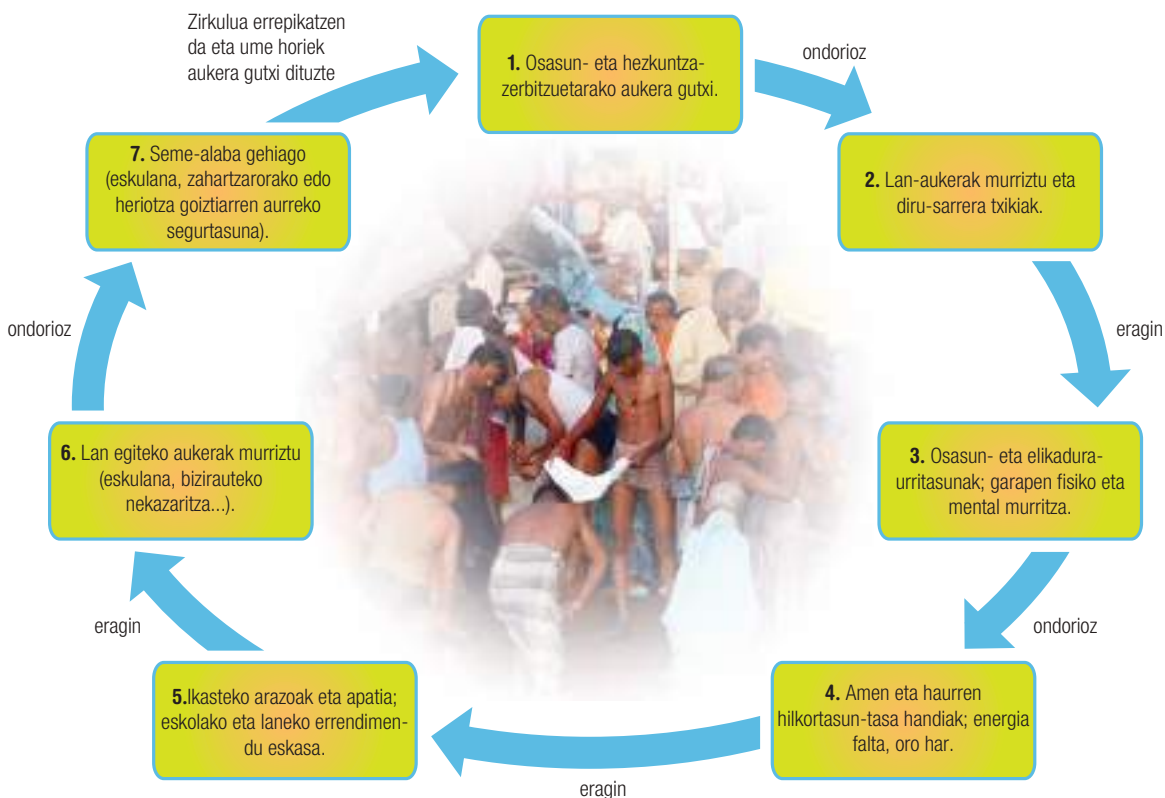 Zirkulua errepikatzen
da eta ume horiek
aukera gutxi dituzte
1. Osasun- eta hezkuntza-
zerbitzuetarako aukera gutxi.
ondorioz
2. Lan-aukerak murriztu eta
diru-sarrera txikiak.
eragin
3. Osasun- eta elikadura-
urritasunak; garapen fisiko eta
mental murritza.
ondorioz
4. Amen eta haurren
hilkortasun-tasa handiak; energia
falta, oro har.
eragin
5.Ikasteko arazoak eta apatia;
eskolako eta laneko errendimen-
du eskasa.
eragin
6. Lan egiteko aukerak murriztu
(eskulana, bizirauteko
nekazaritza...).
ondorioz
7. Seme-alaba gehiago
(eskulana, zahartzarorako edo
heriotza goiztiarren aurreko
segurtasuna).